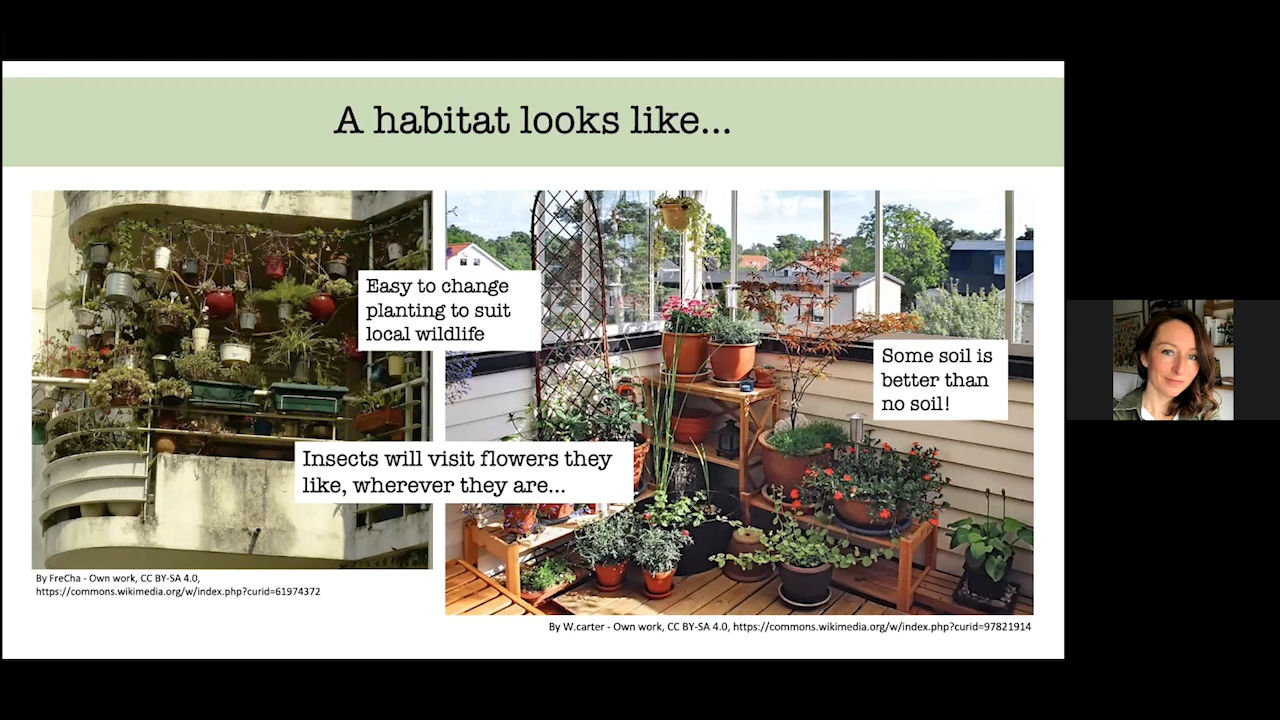 A habitat looks like...
Easy to change
planting to suit
local wildlife
Some soil is
better than
no soil!
Insects will visit flowers they
like, wherever they are...
By FreCha - Own work, CC BY-SA 4.0,
https://commons.wikimedia.org/w/index.php?curid=61974372
By W.carter - Own work, CC BY-SA 4.0, https://commons.wikimedia.org/w/index.php?curid=97821914